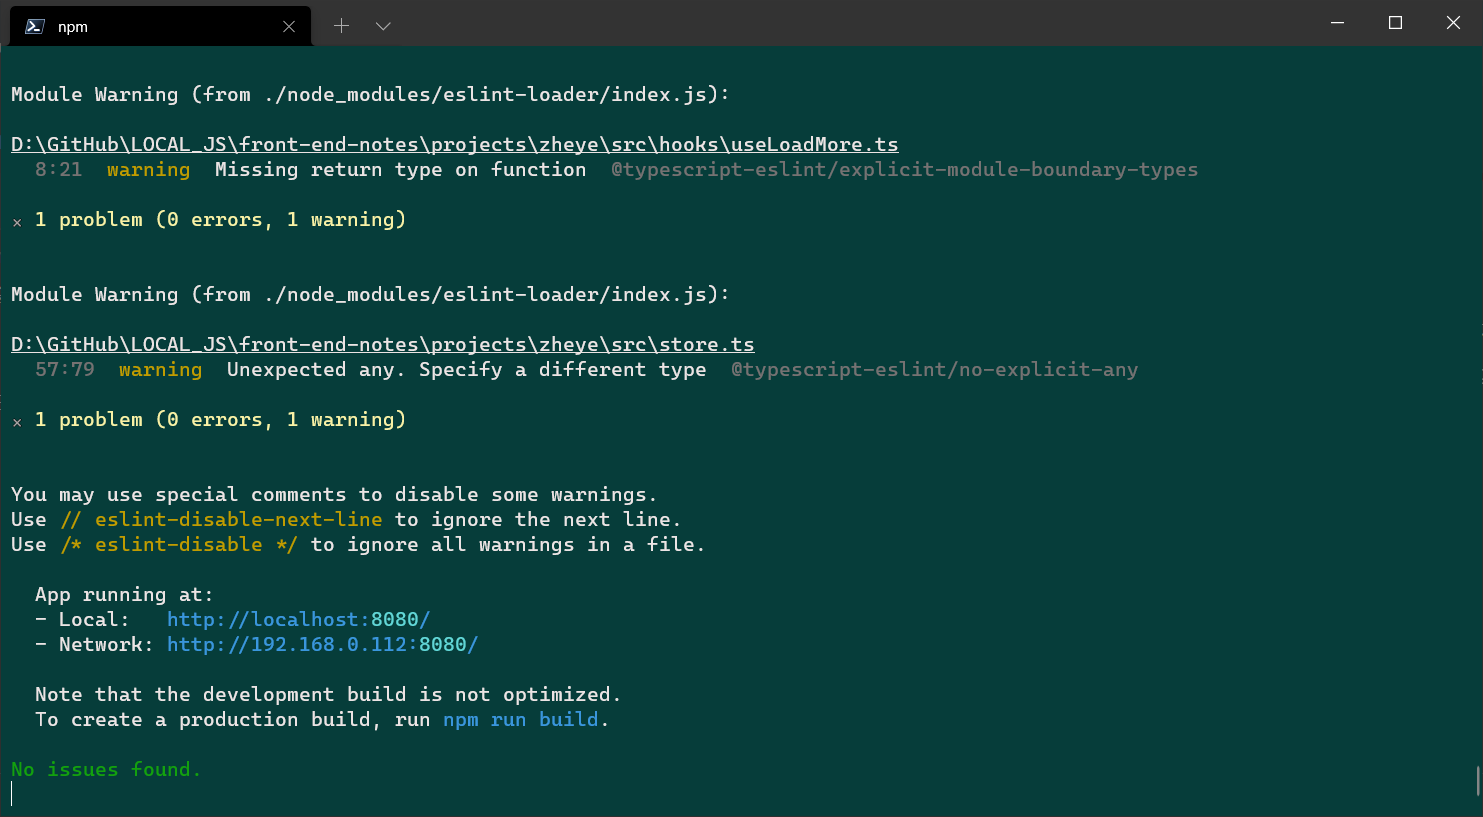 npm
Module Warning (from ./node_modules/eslint-loader/index.js):
D:\GitHub\LOCAL_JS\front-end-notes\projects\zheye\src\hooks\useLoadMore.ts
8:21  warning  Missing return type on function  @typescript-eslint/explicit-module-boundary-types
× 1 problem (0 errors, 1 warning)
Module Warning (from ./node_modules/eslint-loader/index.js):
D:\GitHub\LOCAL_JS\front-end-notes\projects\zheye\src\store.ts
57:79  warning  Unexpected any. Specify a different type  @typescript-eslint/no-explicit-any
× 1 problem (0 errors, 1 warning)
You may use special comments to disable some warnings.
Use // eslint-disable-next-line to ignore the next line.
Use /* eslint-disable */ to ignore all warnings in a file.
App running at:
- Local:   http://localhost:8080/
- Network: http://192.168.0.112:8080/
Note that the development build is not optimized.
To create a production build, run npm run build.
No issues found.